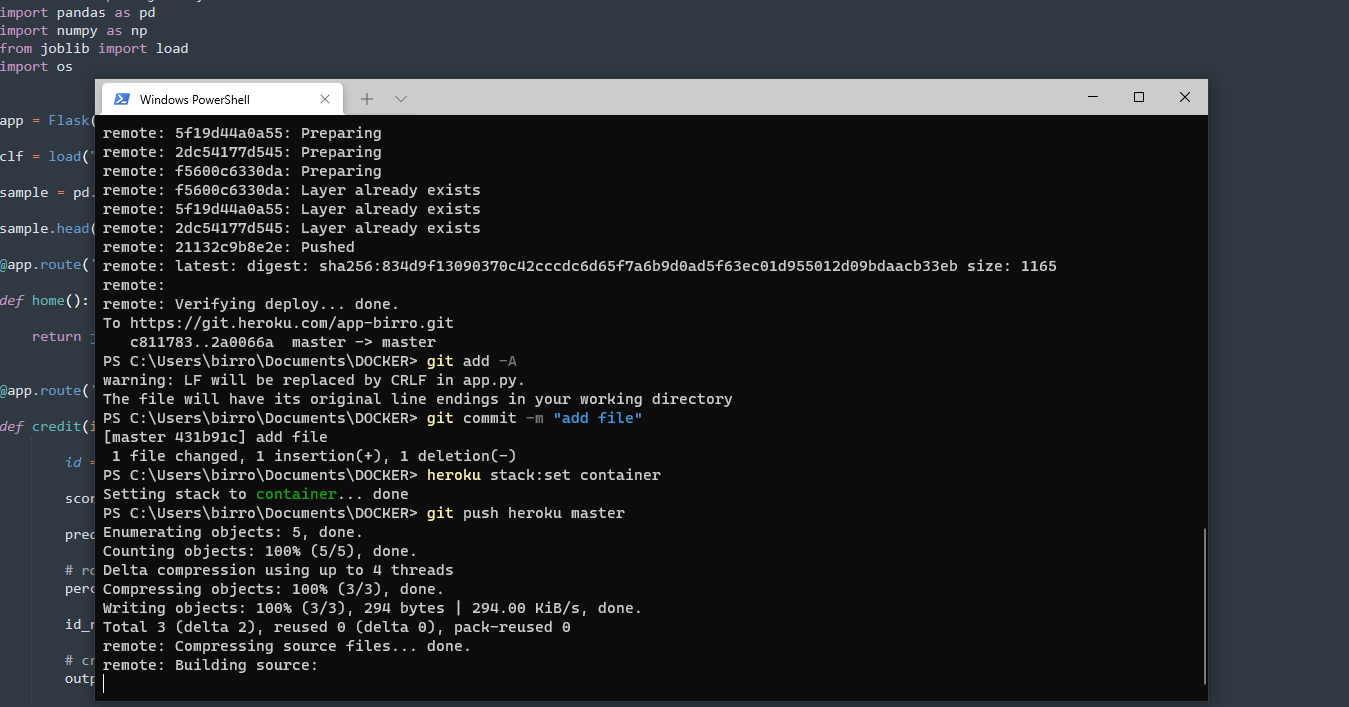 import pandas as pd
import numpy as np
from joblib import load
import os
app = Flask(
clf = load("
sample = pd.
sample.head(
@app.route('
def home():
return
@app.route('
def credit(
id =
scor
pred
# ro
perc
id_r
# cr
outp
Windows PowerShell
remote: 5f19d44a0a55: Preparing
remote: 2dc54177d545: Preparing
remote: f5600c6330da: Preparing
remote: f5600c6330da: Layer already exists
remote: 5f19d44a0a55: Layer already exists
remote: 2dc54177d545: Layer already exists
remote: 21132c9b8e2e: Pushed
remote: latest: digest: sha256:834d9f13090370c42cccdc6d65f7a6b9d0ad5f63ec01d955012d09bdaacb33eb size: 1165
remote:
remote: Verifying deploy... done.
To https://git.heroku.com/app-birro.git
c811783..2a0066a  master -> master
PS C:\Users\birro\Documents\DOCKER> git add -A
warning: LF will be replaced by CRLF in app.py.
The file will have its original line endings in your working directory
PS C:\Users\birro\Documents\DOCKER> git commit -m "add file"
[master 431b91c] add file
1 file changed, 1 insertion(+), 1 deletion(-)
PS C:\Users\birro\Documents\DOCKER> heroku stack:set container
Setting stack to container... done
PS C:\Users\birro\Documents\DOCKER> git push heroku master
Enumerating objects: 5, done.
Counting objects: 100% (5/5), done.
Delta compression using up to 4 threads
Compressing objects: 100% (3/3), done.
Writing objects: 100% (3/3), 294 bytes | 294.00 KiB/s, done.
Total 3 (delta 2), reused 0 (delta 0), pack-reused 0
remote: Compressing source files... done.
remote: Building source: